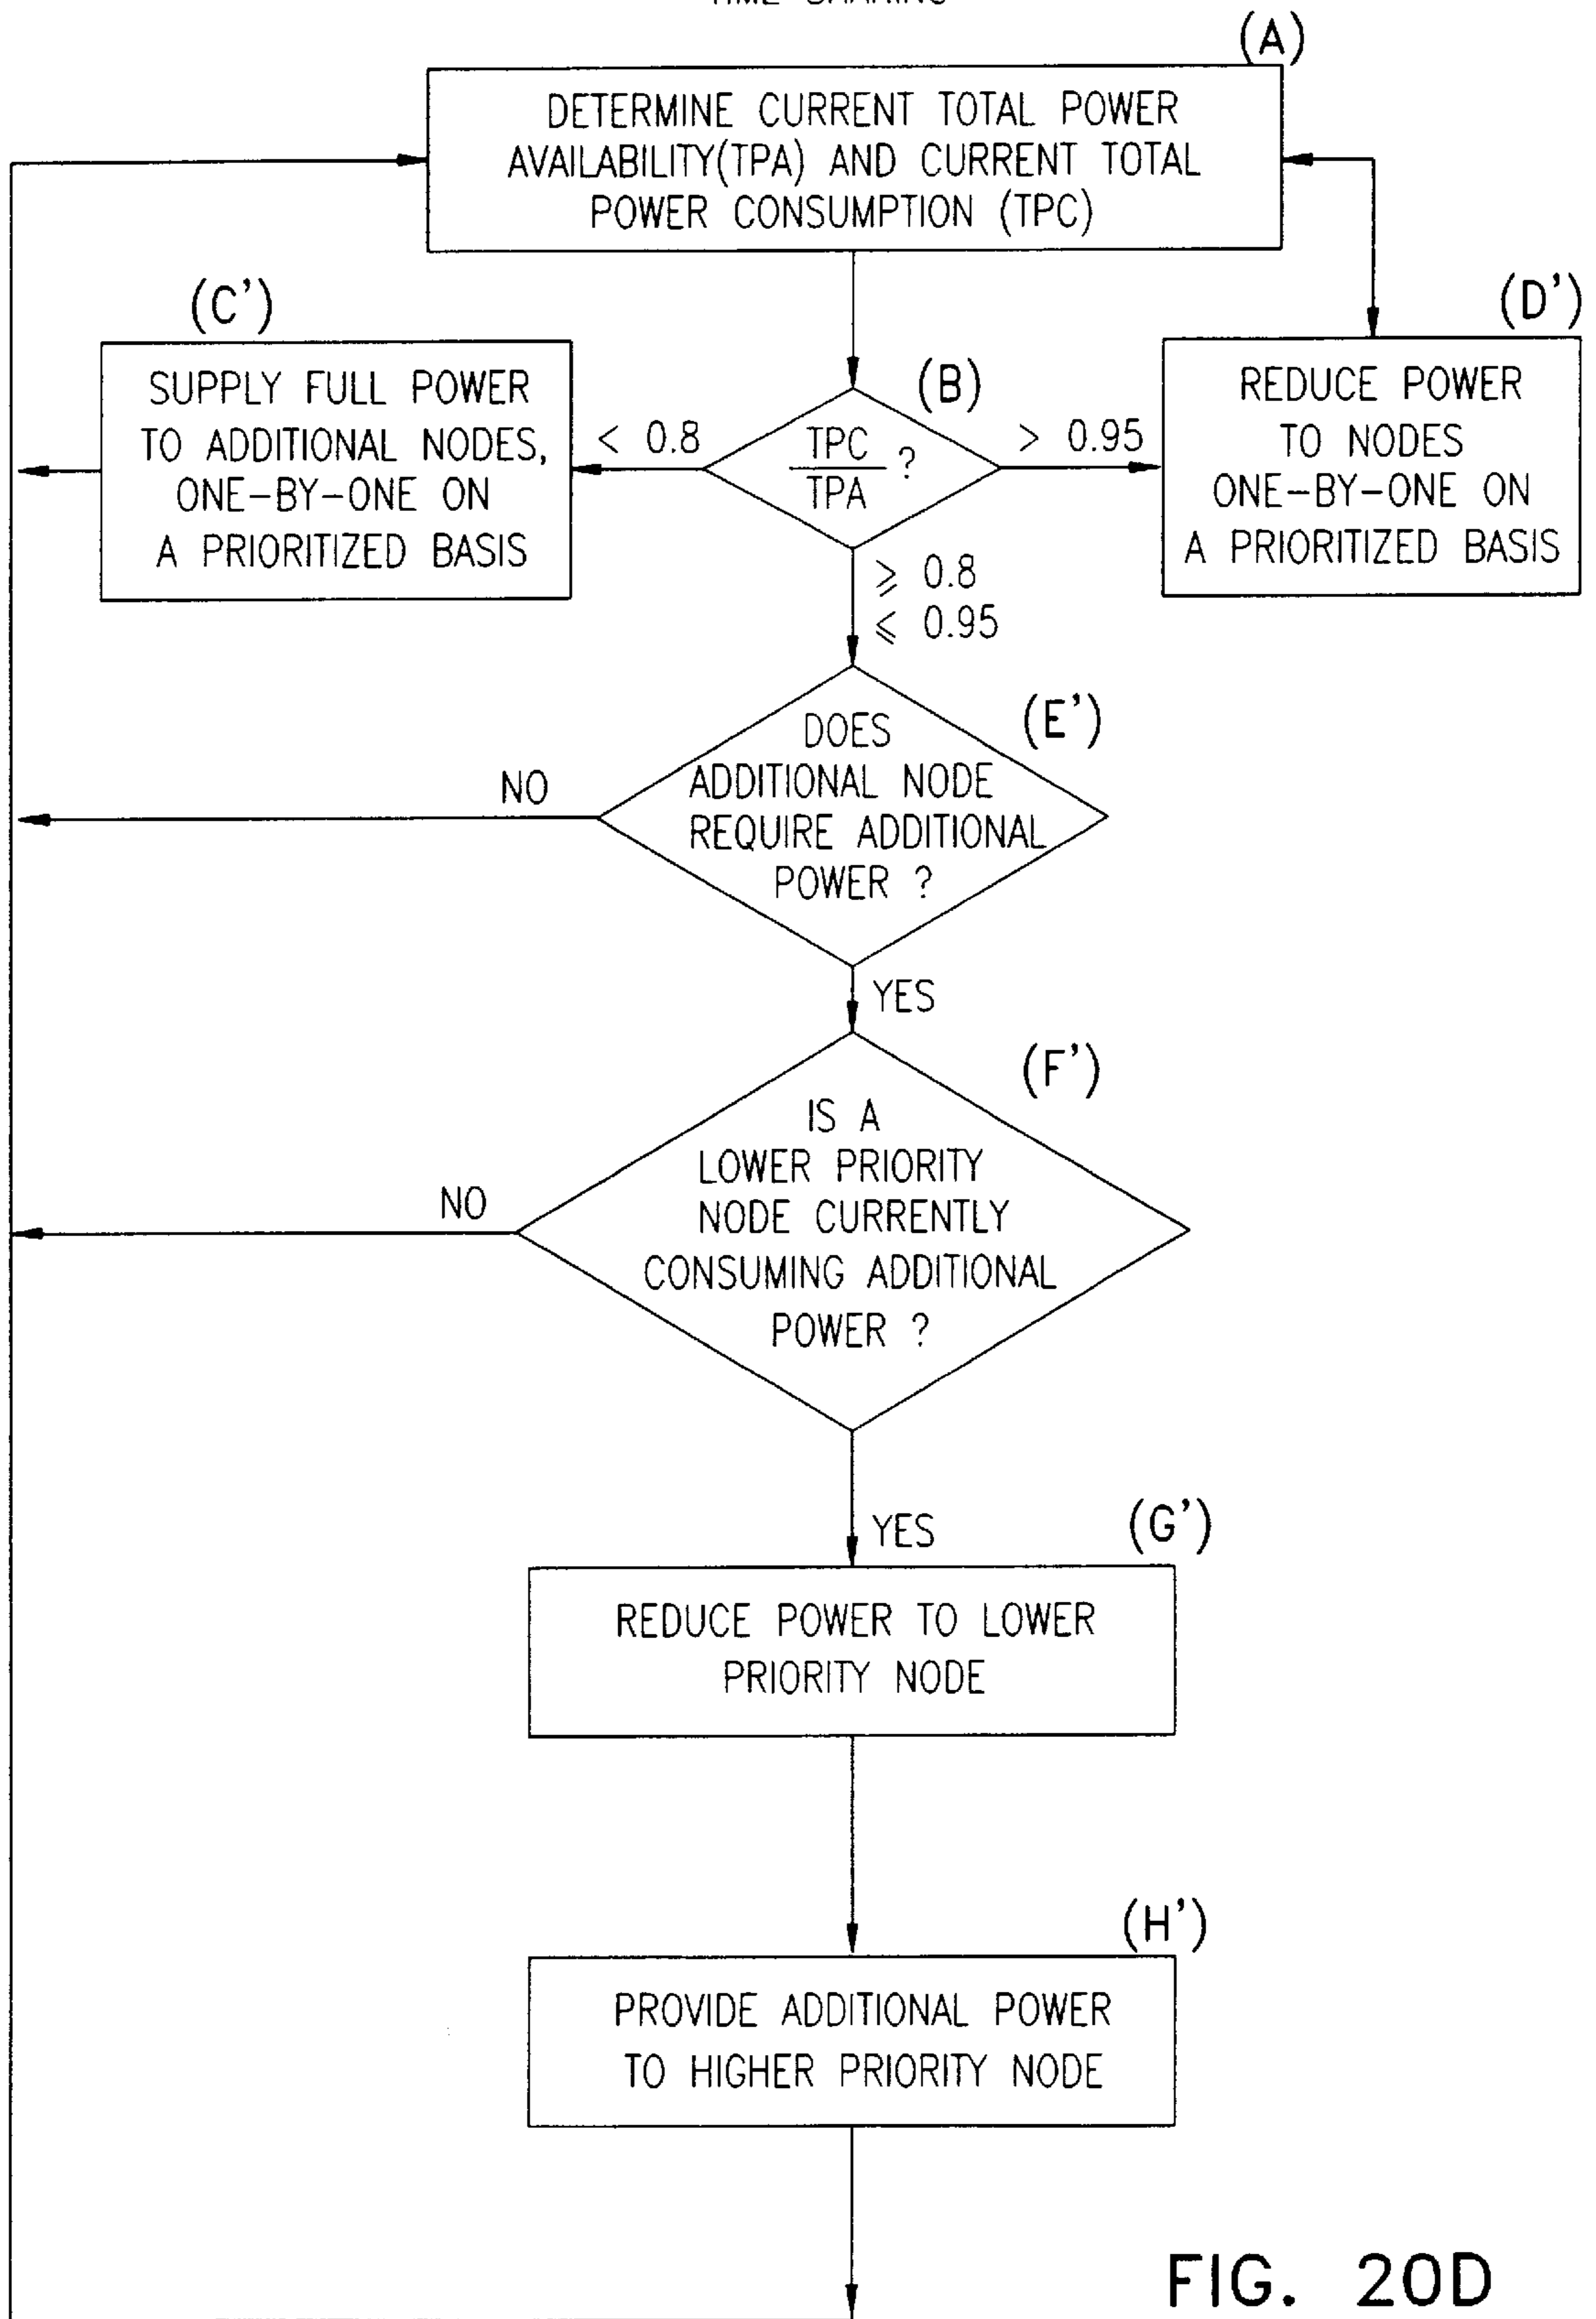 (A)
DETERMINE CURRENT TOTAL POWER
AVAILABILITY(TPA) AND CURRENT TOTAL
POWER CONSUMPTION (TPC)
(C')
SUPPLY FULL POWER
TO ADDITIONAL NODES,
ONE-BY-ONE ON
A PRIORITIZED BASIS
< 0.8
(B)
TPC
TPA
?
> 0.95
(D')
REDUCE POWER
TO NODES
ONE-BY-ONE ON
A PRIORITIZED BASIS
⩾ 0.8
⩽ 0.95
(E')
DOES
ADDITIONAL NODE
REQUIRE ADDITIONAL
POWER ?
NO
YES
(F')
IS A
LOWER PRIORITY
NODE CURRENTLY
CONSUMING ADDITIONAL
POWER ?
NO
YES
(G')
REDUCE POWER TO LOWER
PRIORITY NODE
(H')
PROVIDE ADDITIONAL POWER
TO HIGHER PRIORITY NODE
FIG. 20D